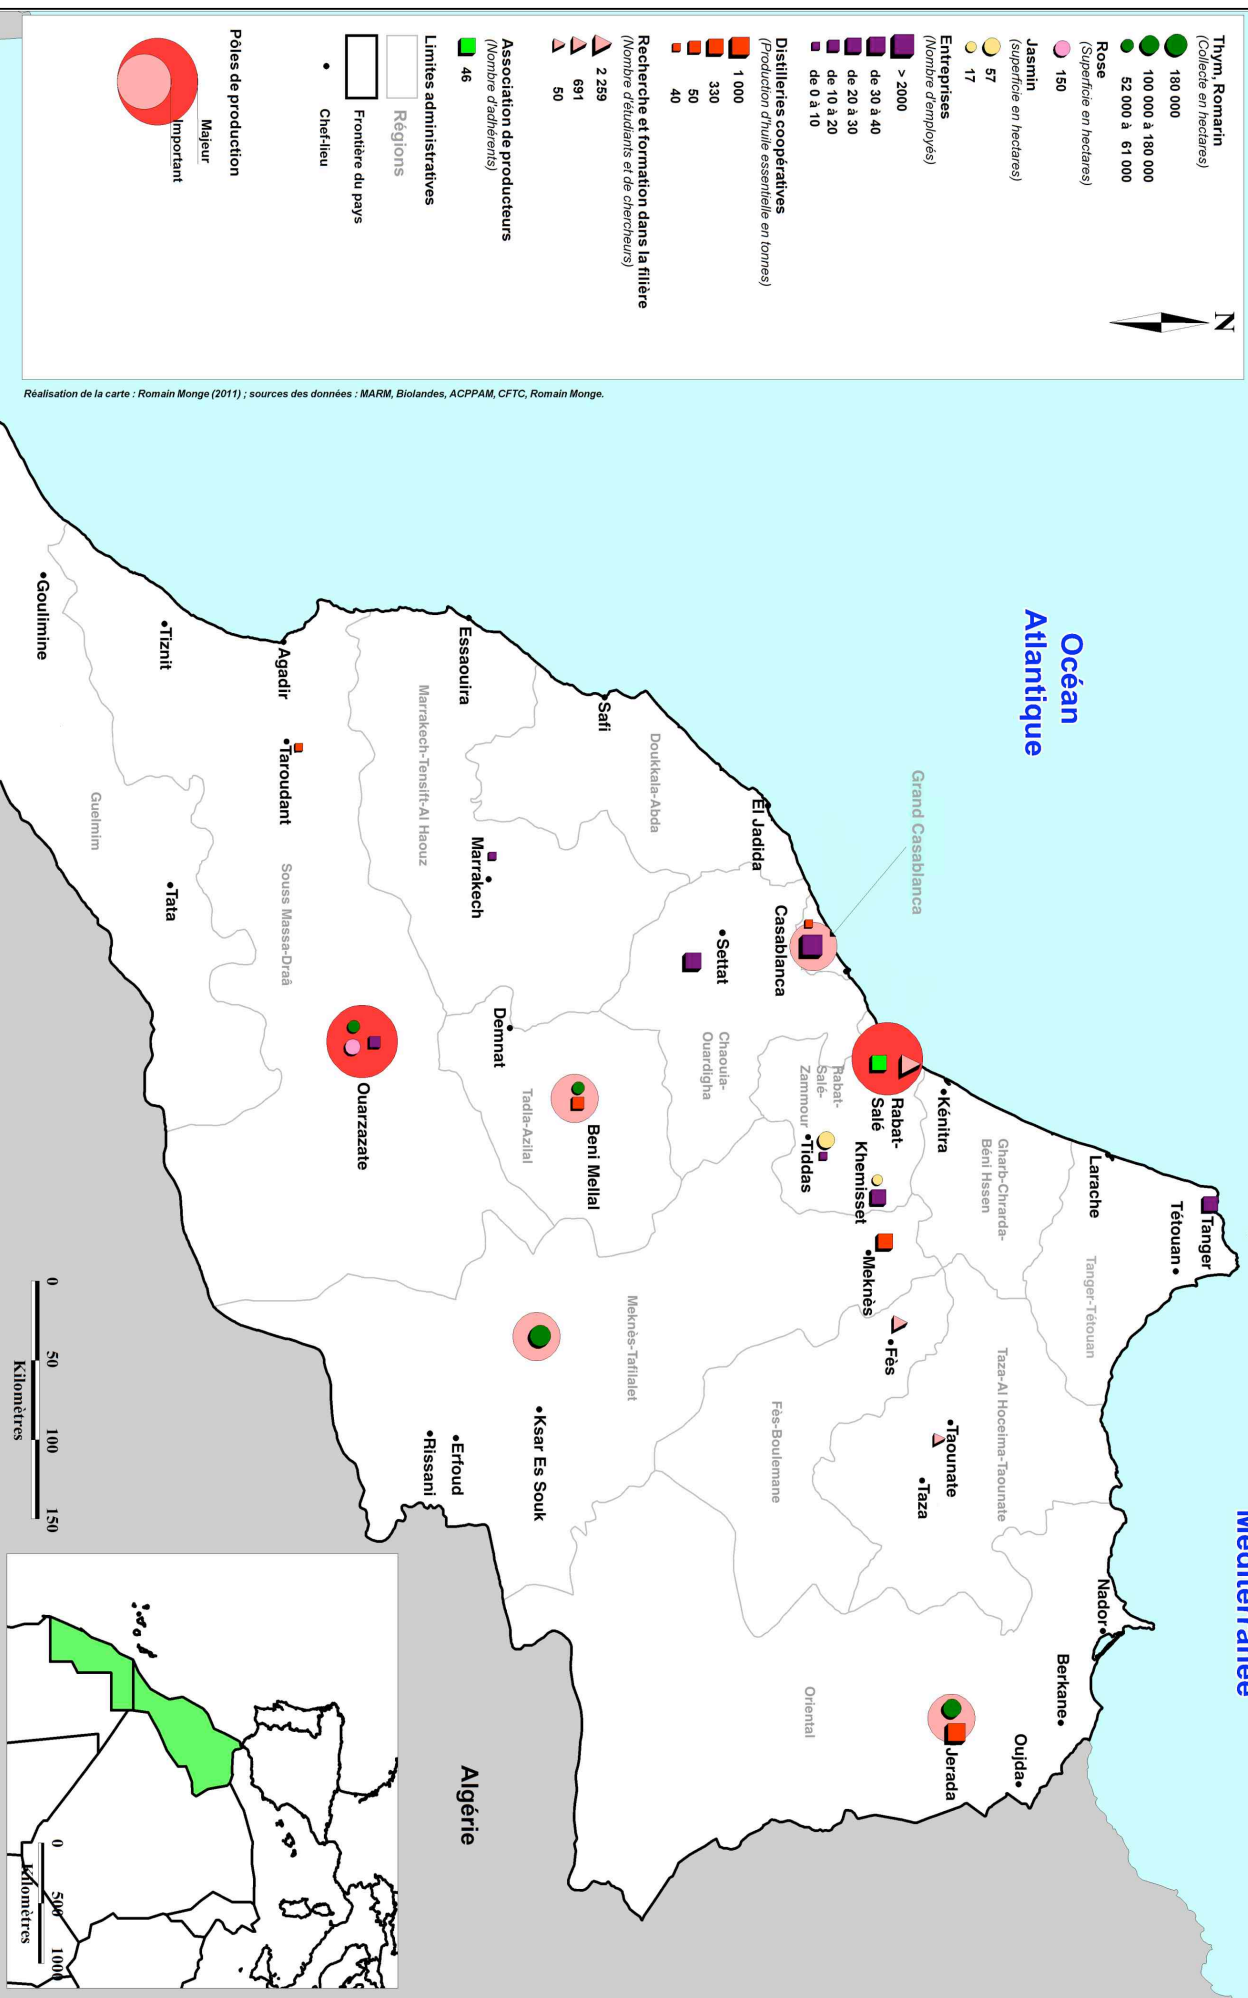 Thym, Romarin
(Collecte en hectares)
180 000
100 000 à 180 000
52 000 à 61 000
Rose
(Superficie en hectares)
150
Jasmin
(superficie en hectares)
57
17
Entreprises
(Nombre d'employés)
> 2000
de 30 à 40
de 20 à 30
de 10 à 20
de 0 à 10
Distilleries coopératives
(Production d'huile essentielle en tonnes)
1 000
330
50
40
Recherche et formation dans la filière
(Nombre d'étudiants et de chercheurs)
2 259
691
50
Association de producteurs
(Nombre d'adhérents)
46
Limites administratives
Régions
Frontière du pays
Chef-lieu
Pôles de production
Majeur
Important
N
Réalisation de la carte : Romain Monge (2011) ; sources des données : MARM, Biolandes, ACPPAM, CFTC, Romain Monge.
Océan
Atlantique
Méditerranée
Tanger
Tétouan
Larache
Tanger-Tétouan
Nador
Berkane
Oujda
Gharb-Chrarda-
Béni Hssen
Taza-Al Hoceima-Taounate
Kénitra
Taounate
Taza
Jerada
Rabat-
Salé
Khemisset
Meknès
Fès
Grand Casablanca
Rabat-
Salé-
Zammour
Tiddas
Oriental
Casablanca
El Jadida
Fès-Boulemane
Settat
Chaouia-
Ouardigha
Doukkala-Abda
Meknès-Tafilalet
Safi
Beni Mellal
Tadla-Azilal
Ksar Es Souk
Demnat
Essaouira
Marrakech
Erfoud
Rissani
Algérie
Marrakech-Tensift-Al Haouz
Ouarzazate
Agadir
Taroudant
Souss Massa-Draâ
Tiznit
Tata
Guelmim
Goulimine
0 50 100 150
Kilomètres
0 500 1000
Kilomètres